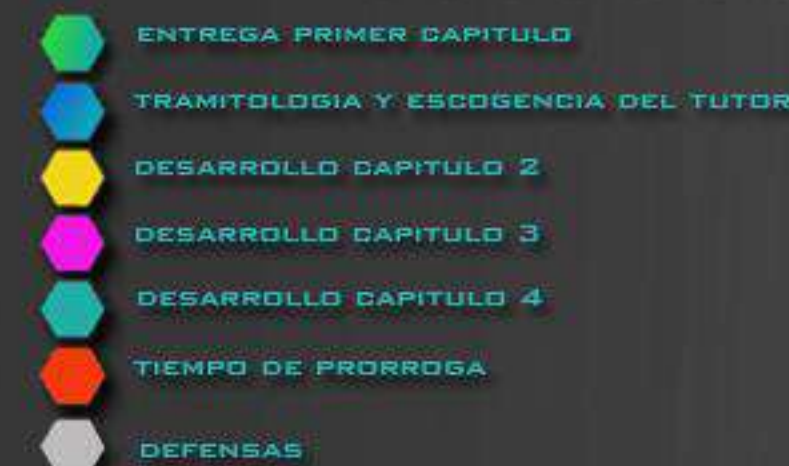 ENTREGA PRIMER CAPITULO
TRAMITOLOGIA Y ESCOGENCIA DEL TUTOR
DESARROLLO CAPITULO 2
DESARROLLO CAPITULO 3
DESARROLLO CAPITULO 4
TIEMPO DE PRORROGA
DEFENSAS